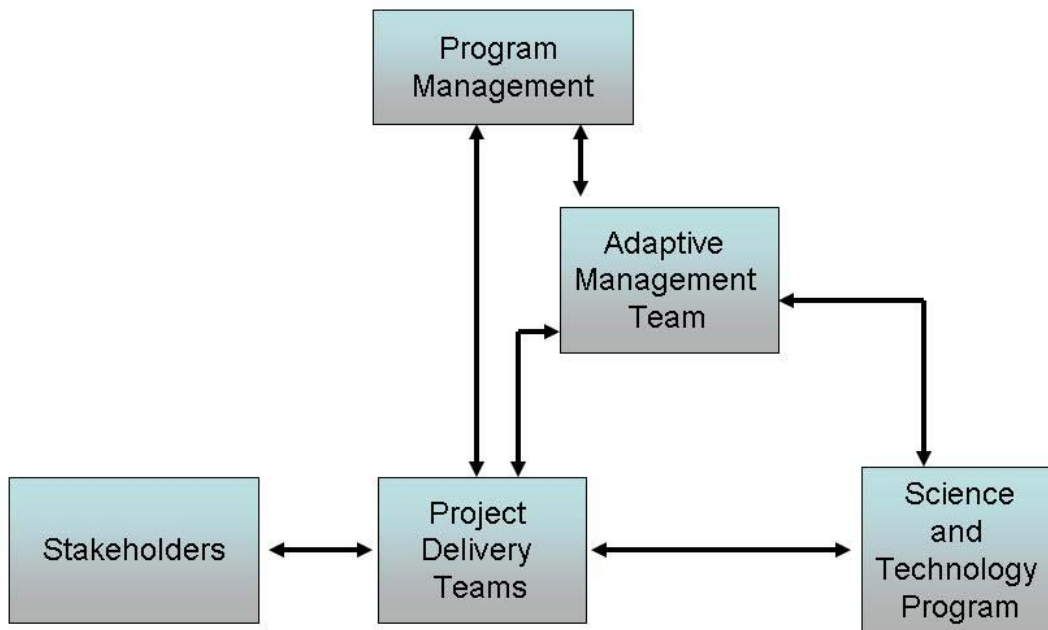 Program
Management
Adaptive
Management
Team
Stakeholders
Project
Delivery
Teams
Science
and
Technology
Program